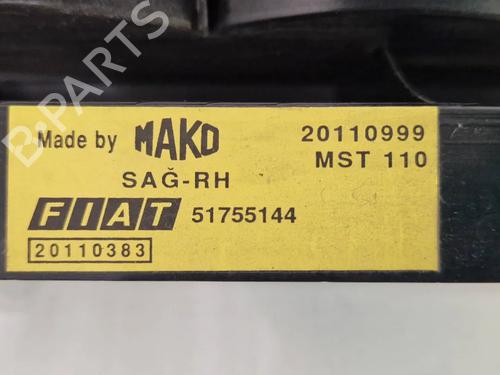 Made by MAKO 20110999
MST 110
SAĞ-RH
FIAT 51755144
20110383
B-PARTS